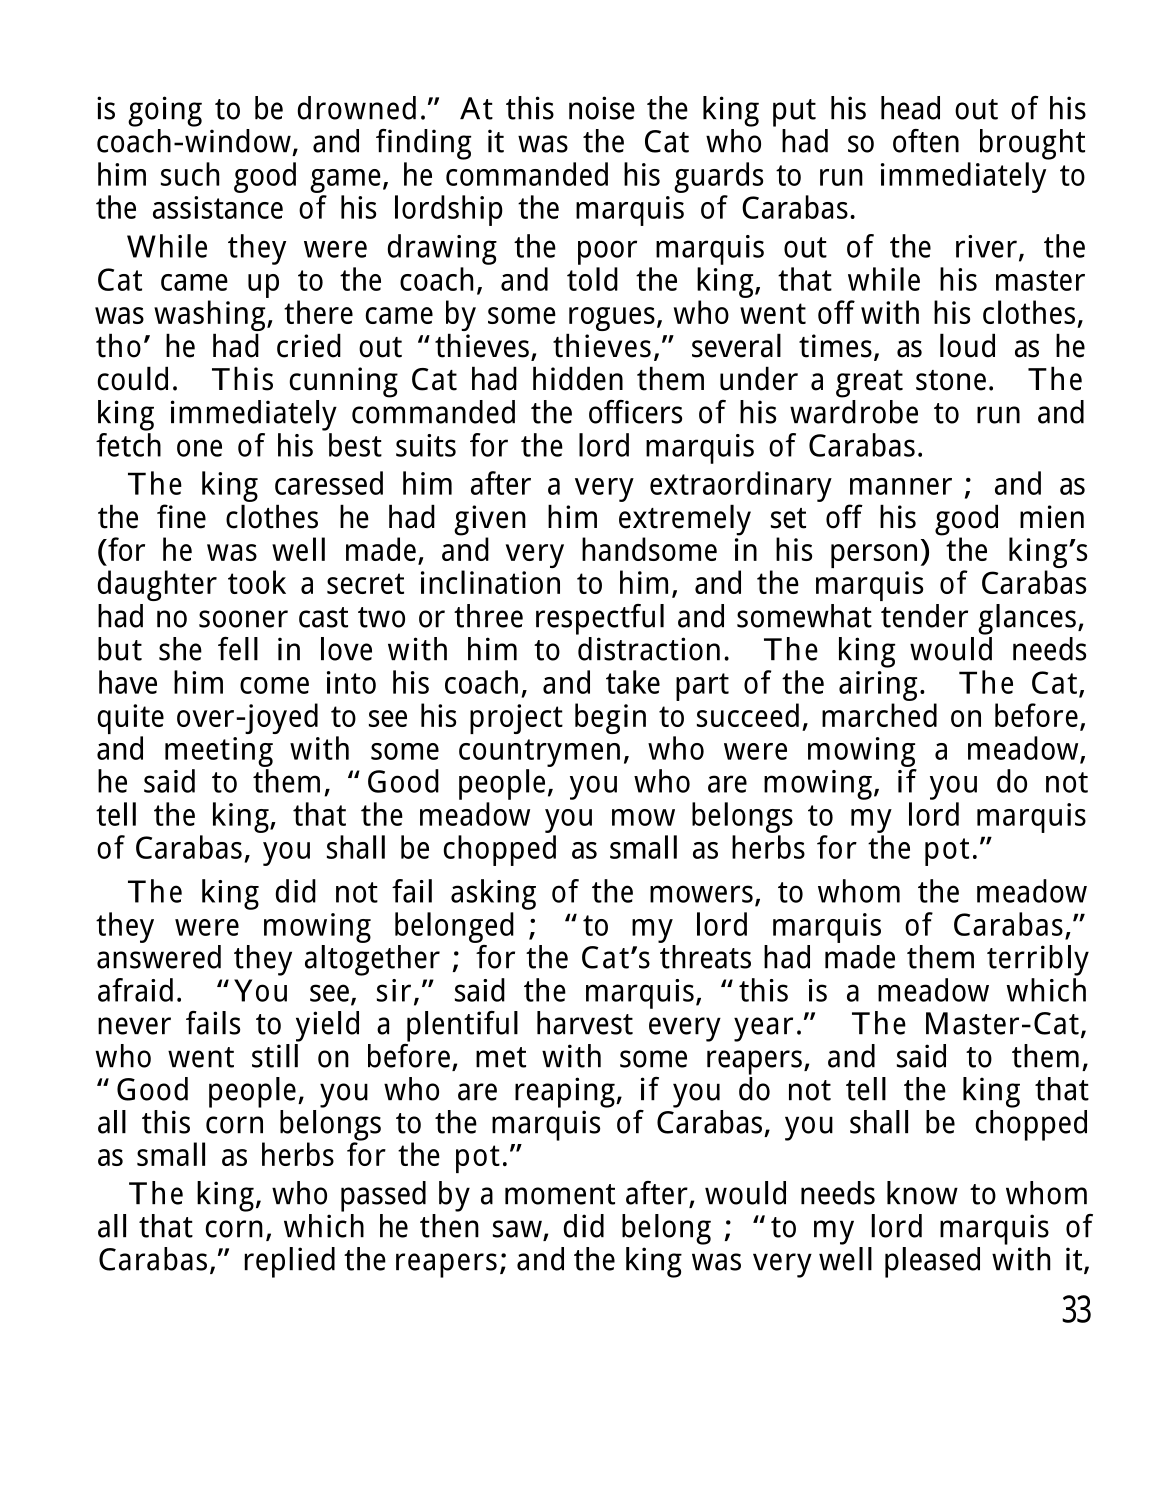 is going to be drowned.” At this noise the king put his head out of his
coach-window, and finding it was the Cat who had so often brought
him such good game, he commanded his guards to run immediately to
the assistance of his lordship the marquis of Carabas.
While they were drawing the poor marquis out of the river, the
Cat came up to the coach, and told the king, that while his master
was washing, there came by some rogues, who went off with his clothes,
tho’ he had cried out “thieves, thieves,” several times, as loud as he
could. This cunning Cat had hidden them under a great stone. The
king immediately commanded the officers of his wardrobe to run and
fetch one of his best suits for the lord marquis of Carabas.
The king caressed him after a very extraordinary manner ; and as
the fine clothes he had given him extremely set off his good mien
(for he was well made, and very handsome in his person) the king’s
daughter took a secret inclination to him, and the marquis of Carabas
had no sooner cast two or three respectful and somewhat tender glances,
but she fell in love with him to distraction. The king would needs
have him come into his coach, and take part of the airing. The Cat,
quite over-joyed to see his project begin to succeed, marched on before,
and meeting with some countrymen, who were mowing a meadow,
he said to them, “ Good people, you who are mowing, if you do not
tell the king, that the meadow you mow belongs to my lord marquis
of Carabas, you shall be chopped as small as herbs for the pot.”
The king did not fail asking of the mowers, to whom the meadow
they were mowing belonged ; “to my lord marquis of Carabas,”
answered they altogether ; for the Cat’s threats had made them terribly
afraid. “You see, sir,” said the marquis, “this is a meadow which
never fails to yield a plentiful harvest every year.” The Master-Cat,
who went still on before, met with some reapers, and said to them,
“ Good people, you who are reaping, if you do not tell the king that
all this corn belongs to the marquis of Carabas, you shall be chopped
as small as herbs for the pot.”
The king, who passed by a moment after, would needs know to whom
all that corn, which he then saw, did belong ; “to my lord marquis of
Carabas,” replied the reapers; and the king was very well pleased with it,
33